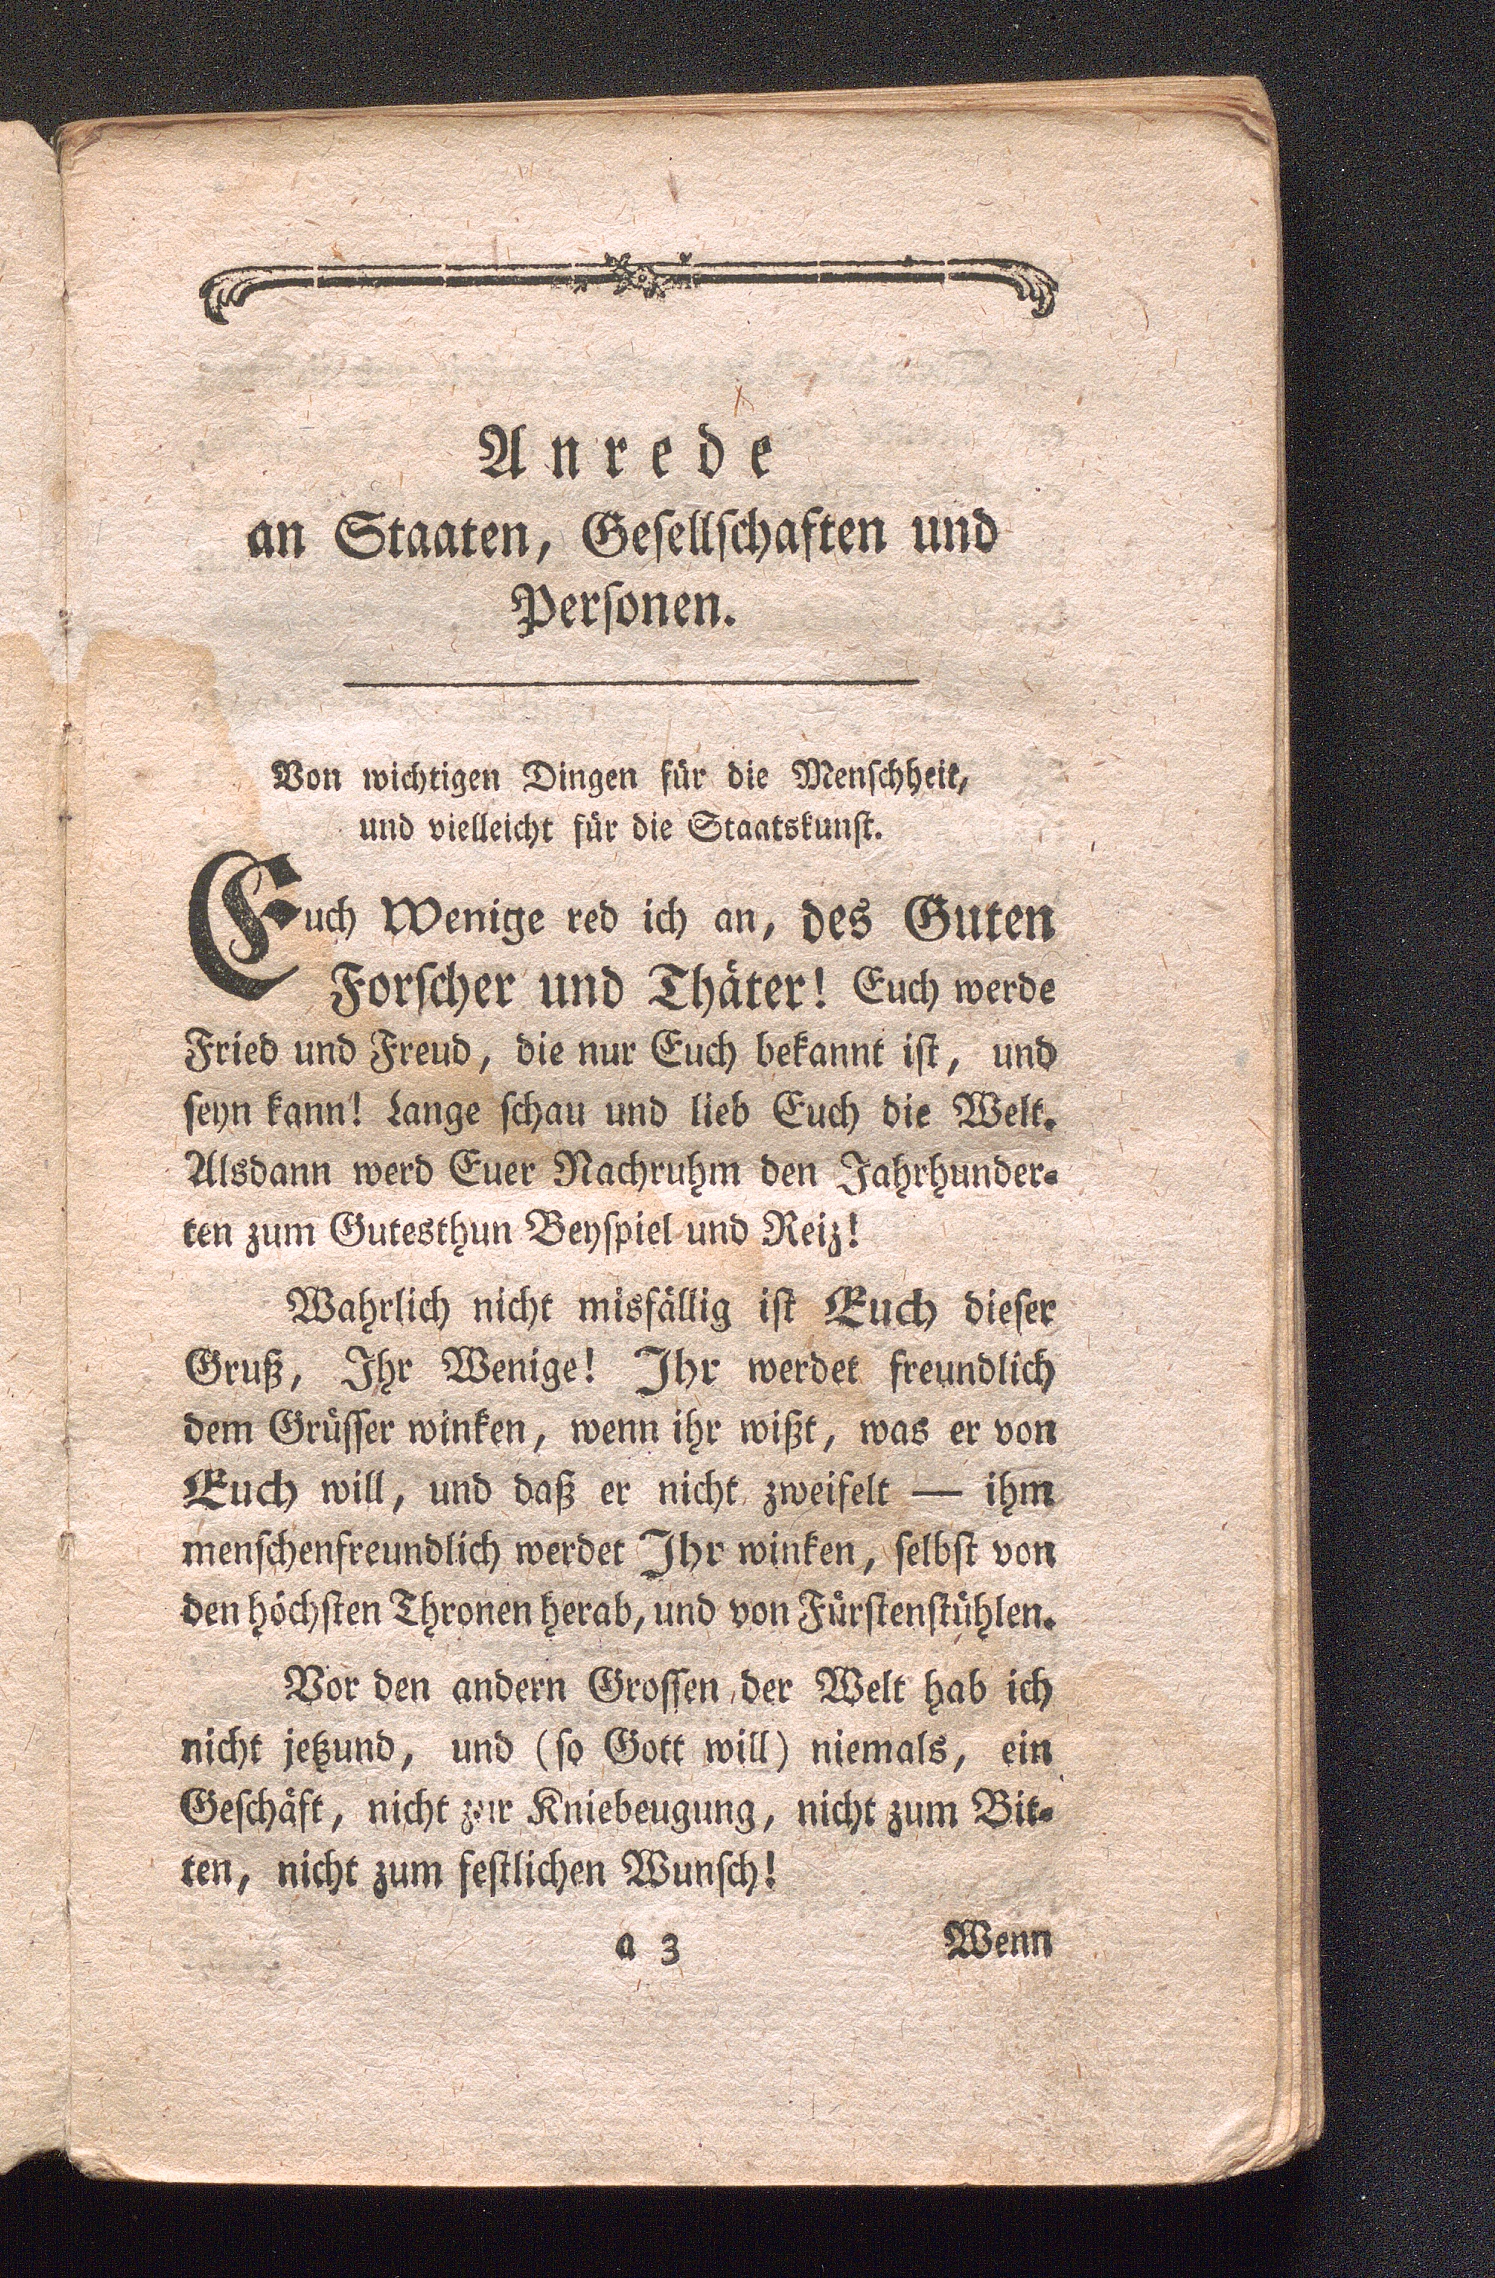 Anrede
an Staaten, Geſellſchaften und
Perſonen.
Von wichtigen Dingen für die Menſchheit,
und vielleicht für die Staatskunſt.
Euch Wenige red ich an, des Guten
Forſcher und Thäter! Euch werde
Fried und Freud, die nur Euch bekannt iſt, und
ſeyn kann! Lange ſchau und lieb Euch die Welt.
Alsdann werd Euer Nachruhm den Jahrhunder-
ten zum Gutesthun Beyſpiel und Reiz!
Wahrlich nicht misfällig iſt Euch dieſer
Gruß, Ihr Wenige! Ihr werdet freundlich
dem Grüſſer winken, wenn ihr wißt, was er von
Euch will, und daß er nicht zweifelt — ihm
menſchenfreundlich werdet Ihr winken, ſelbſt von
den höchſten Thronen herab, und von Fürſtenſtühlen.
Vor den andern Groſſen der Welt hab ich
nicht jetzund, und (ſo Gott will) niemals, ein
Geſchäft, nicht zur Kniebeugung, nicht zum Bit-
ten, nicht zum feſtlichen Wunſch!
a 3 Wenn